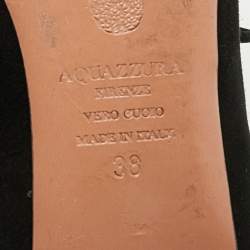 AQUAZZURA
FIRENZE
VERO CUOIO
MADE IN ITALY
38